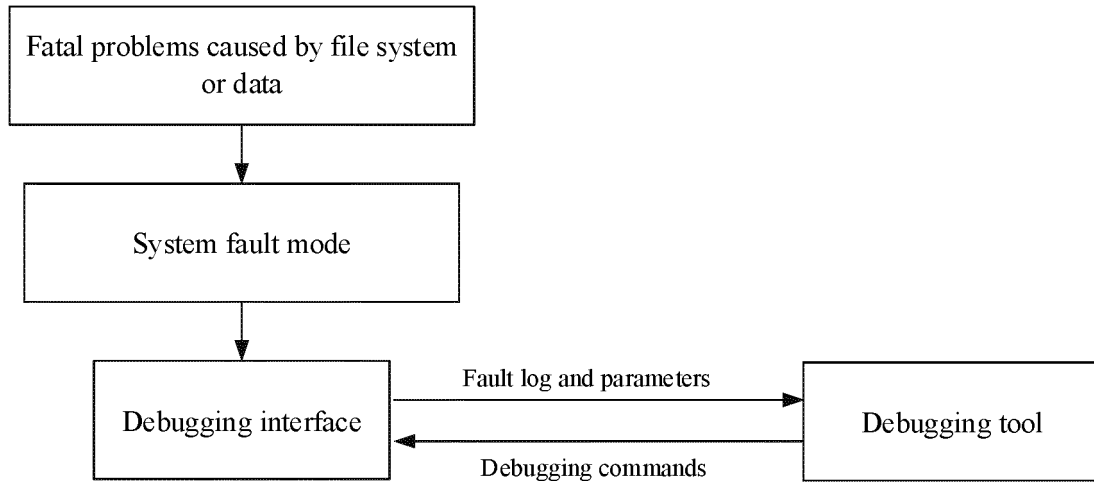 Fatal problems caused by file system
or data
System fault mode
Debugging interface
Fault log and parameters
Debugging commands
Debugging tool